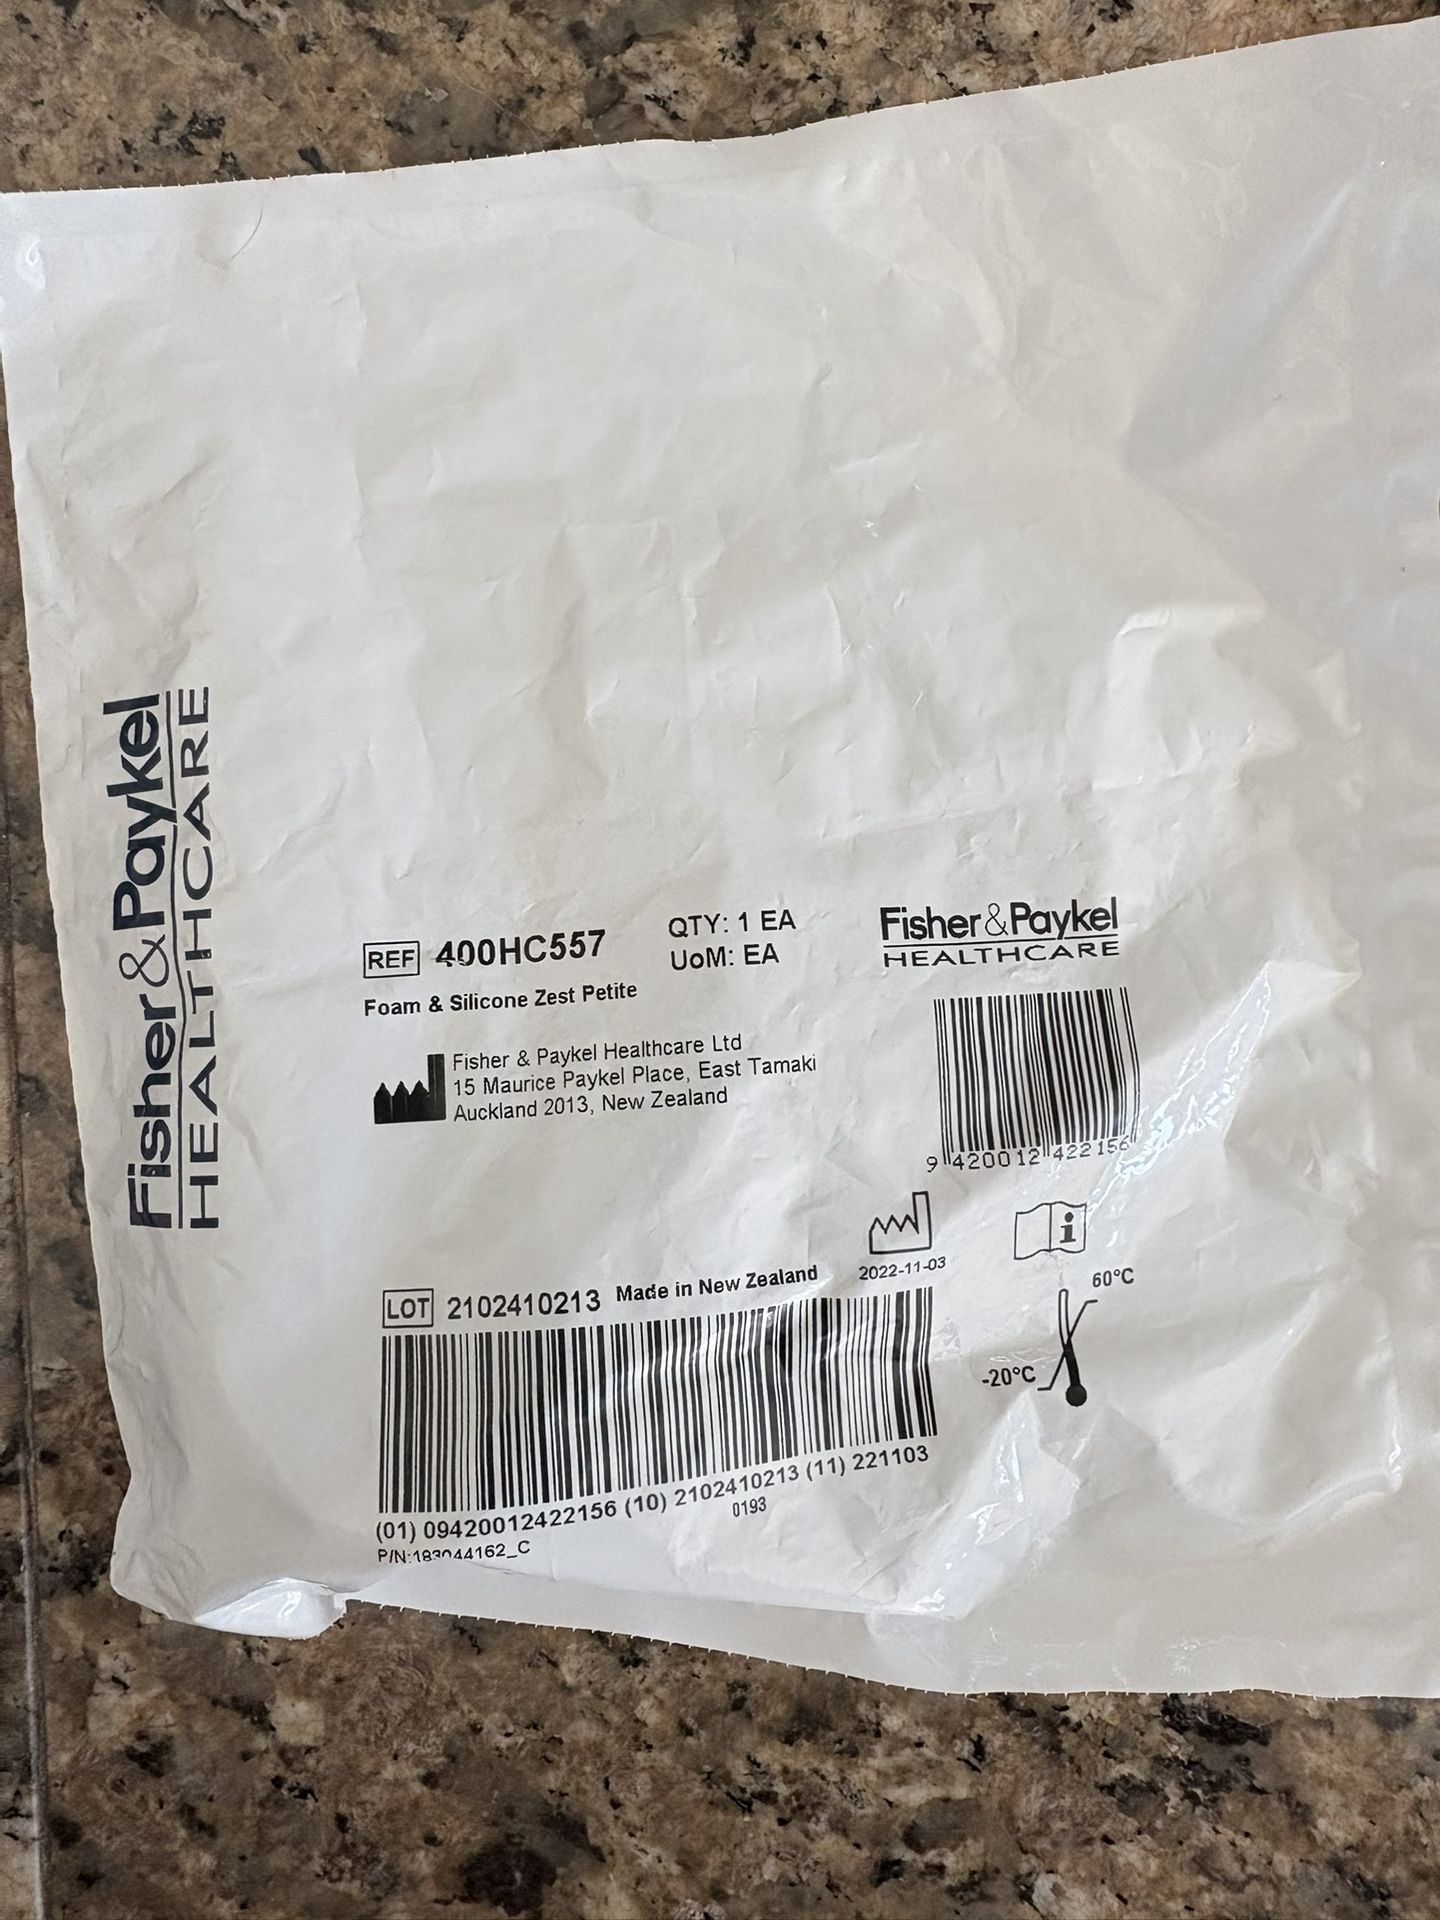 Fisher&Paykel
HEALTHCARE
REF 400HC557
QTY: 1 EA
UoM: EA
Fisher&Paykel
HEALTHCARE
Foam & Silicone Zest Petite
Fisher & Paykel Healthcare Ltd
15 Maurice Paykel Place, East Tamaki
Auckland 2013, New Zealand
9 420012 422156
2022-11-03
i
60°C
-20°C
LOT 2102410213 Made in New Zealand
(01) 09420012422156 (10) 2102410213 (11) 221103
0193
P/N:183044162_C